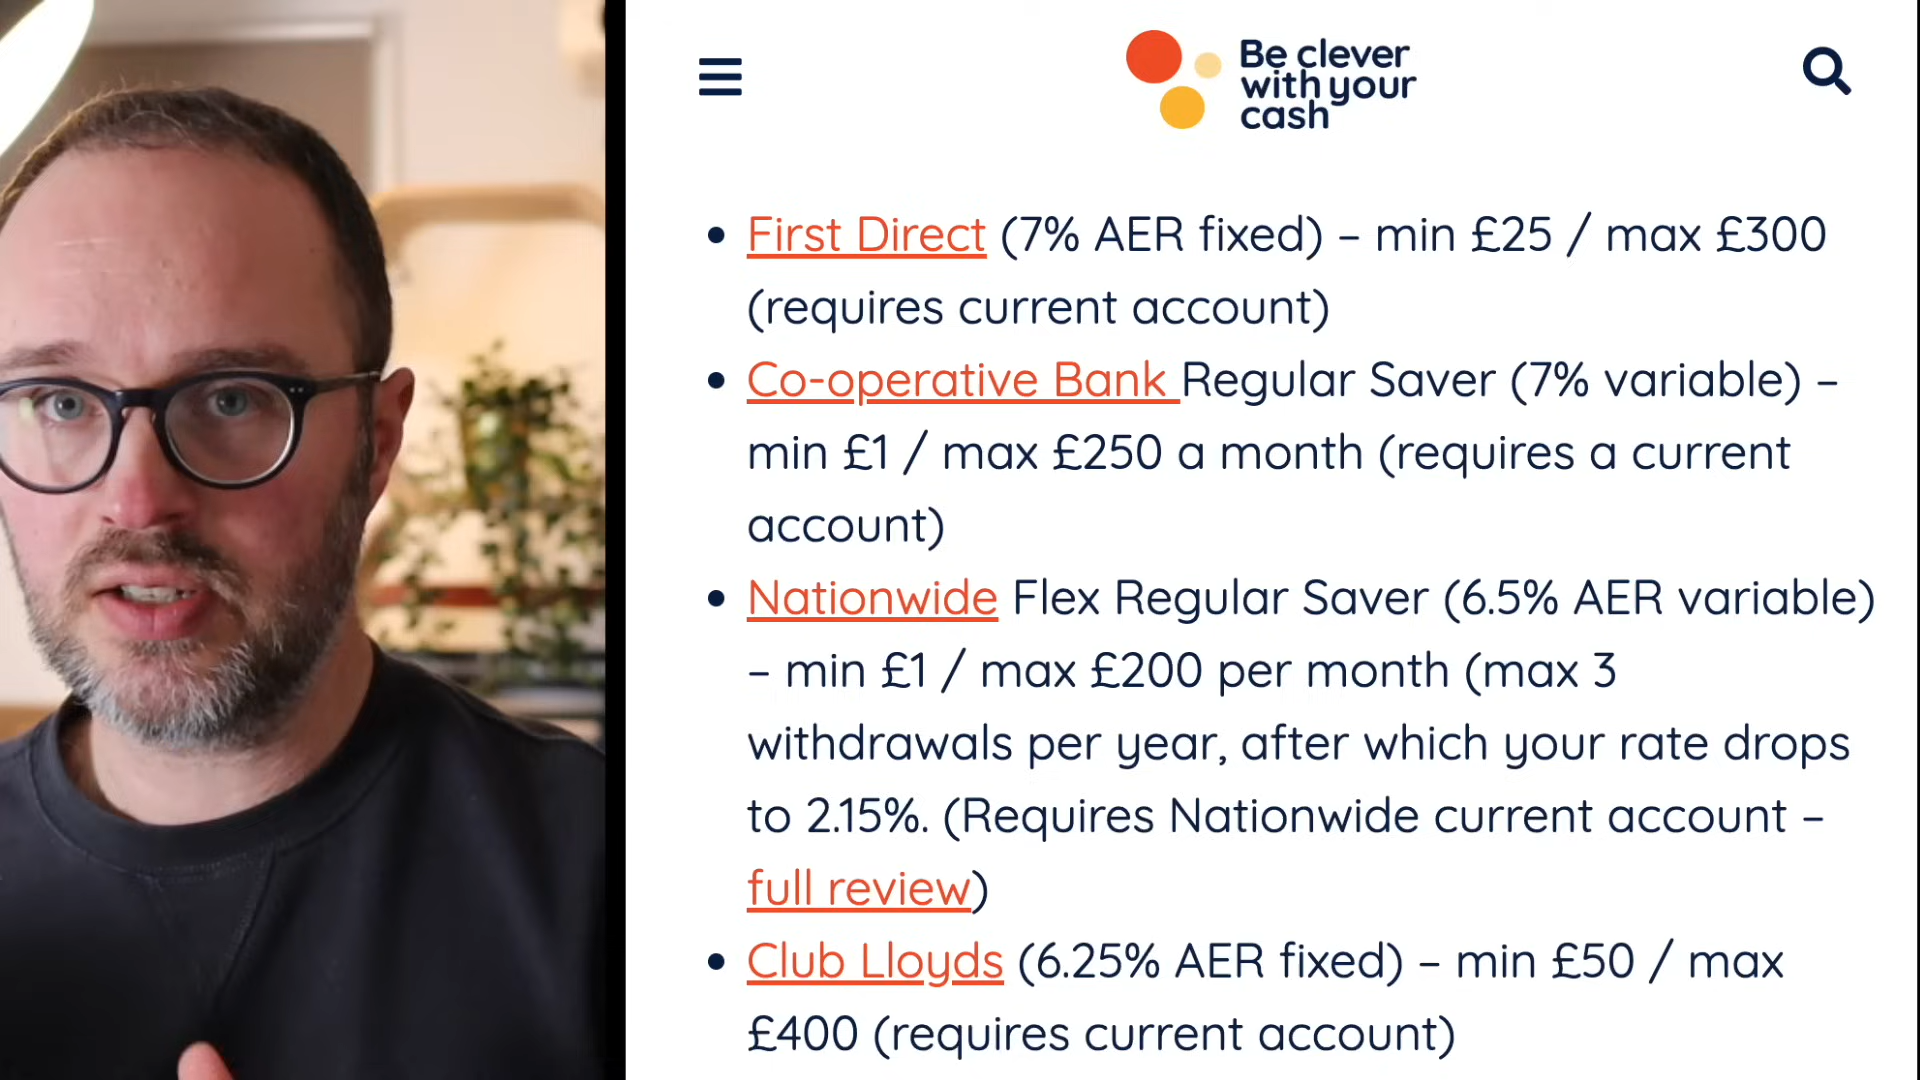 Be clever
with your
cash
• First Direct (7% AER fixed) – min £25 / max £300
(requires current account)
• Co-operative Bank Regular Saver (7% variable) –
min £1 / max £250 a month (requires a current
account)
• Nationwide Flex Regular Saver (6.5% AER variable)
– min £1 / max £200 per month (max 3
withdrawals per year, after which your rate drops
to 2.15%. (Requires Nationwide current account –
full review)
• Club Lloyds (6.25% AER fixed) – min £50 / max
£400 (requires current account)